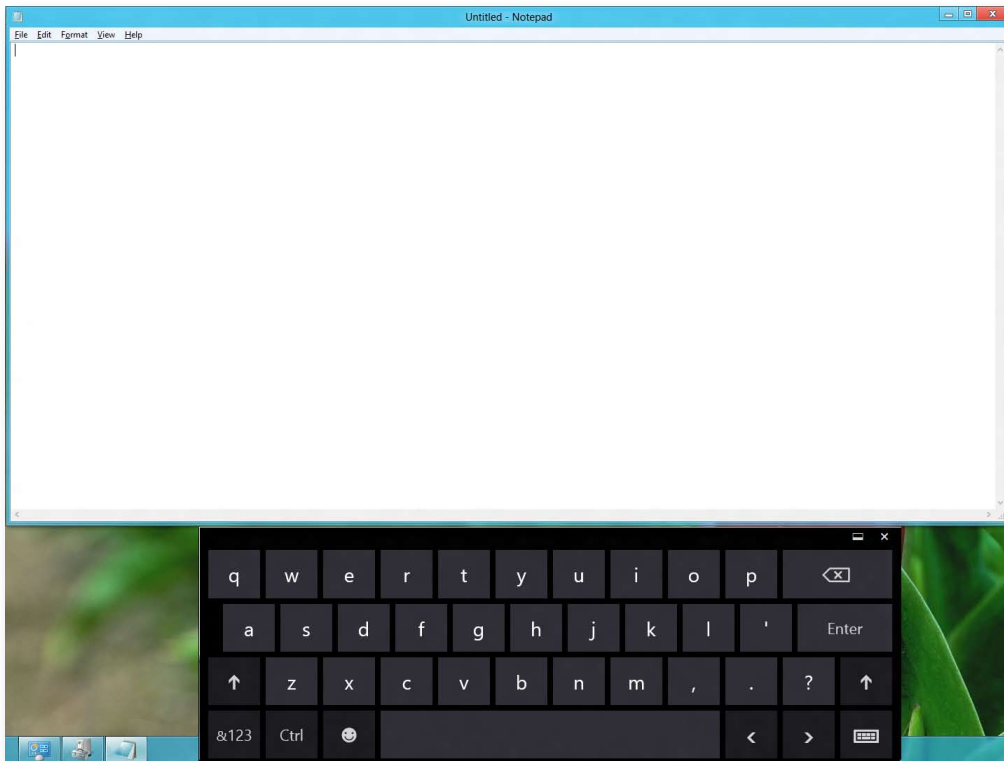 Untitled - Notepad
File Edit Format View Help
q w e r t y u i o p
a s d f g h j k l ' Enter
z x c v b n m , . ?
&123 Ctrl < >